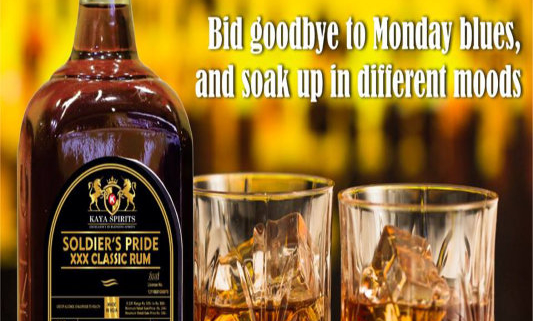 Bid goodbye to Monday blues,
and soak up in different moods
KAYA SPIRITS
SOLDIER'S PRIDE
XXX CLASSIC RUM